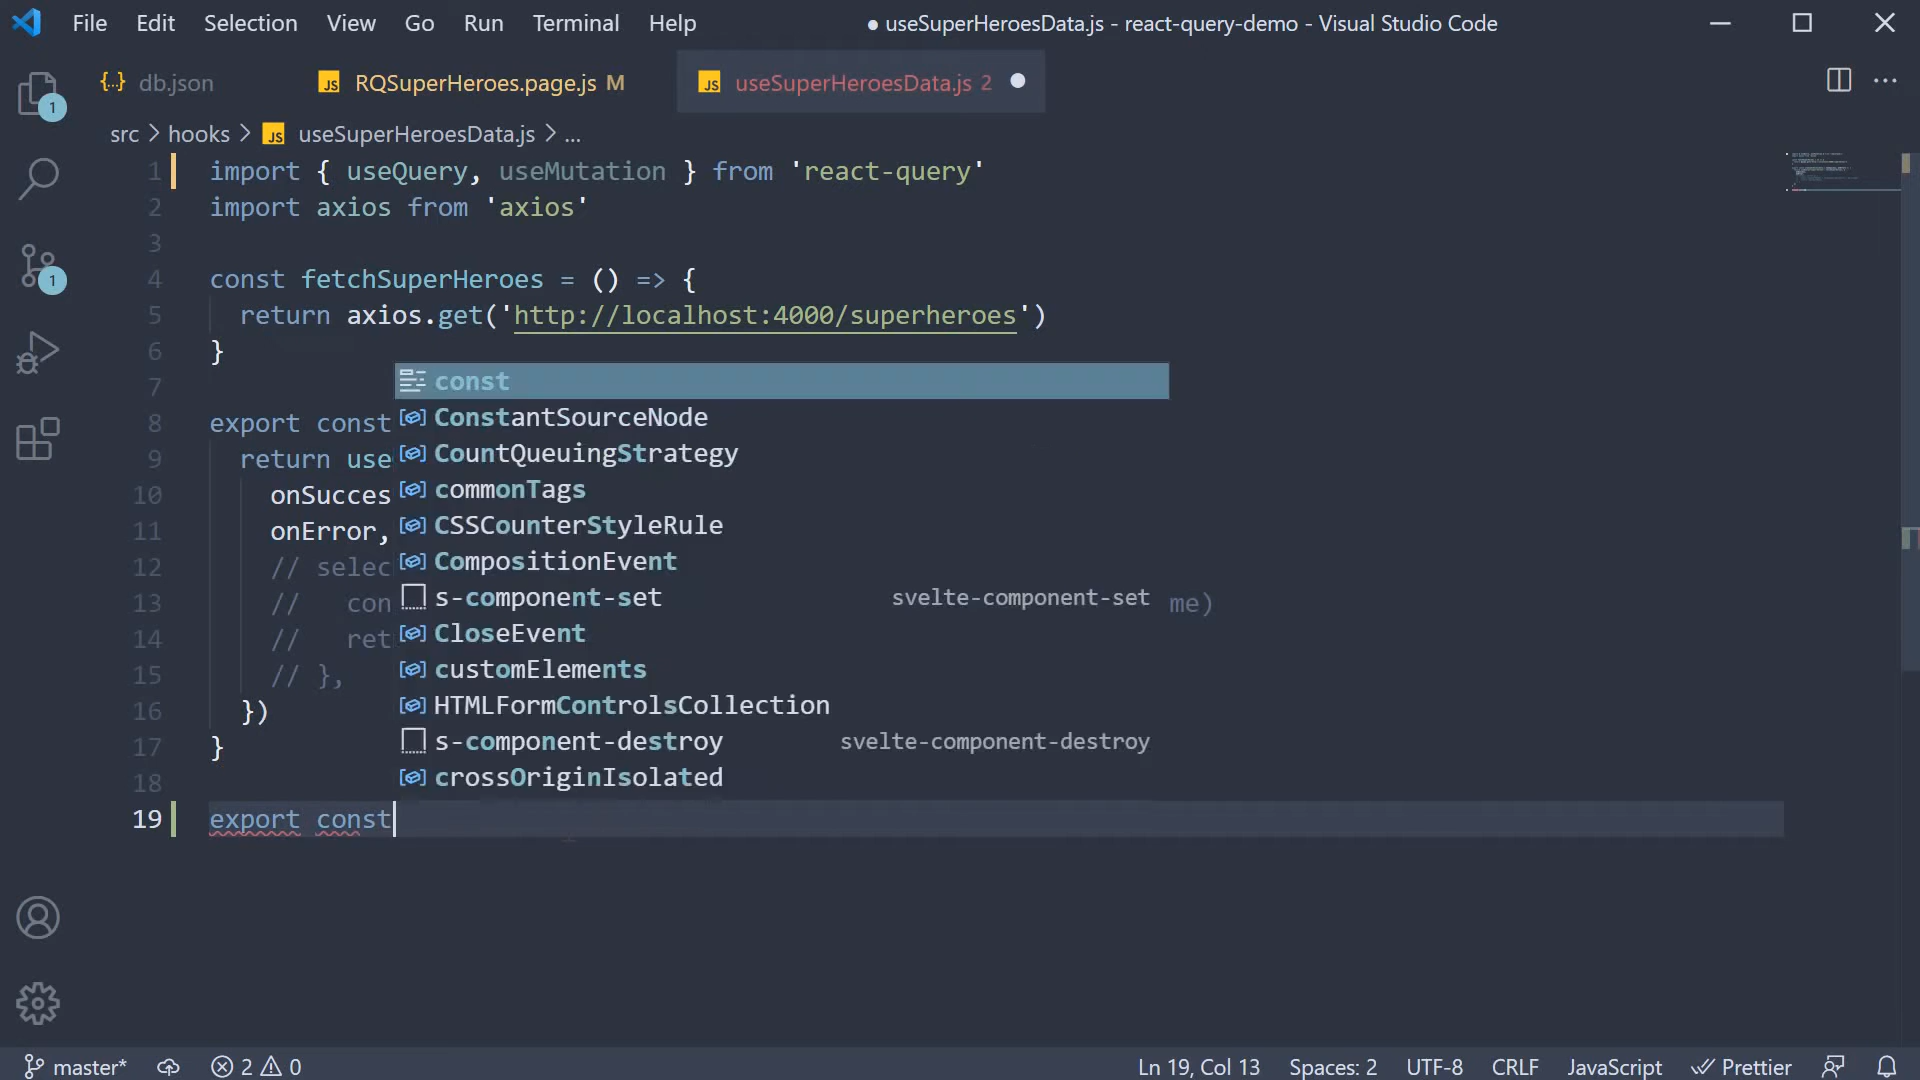 File Edit Selection View Go Run Terminal Help ● useSuperHeroesData.js - react-query-demo - Visual Studio Code
{..} db.json JS RQSuperHeroes.page.js M JS useSuperHeroesData.js 2
src > hooks > JS useSuperHeroesData.js > ...
1
1
1 import { useQuery, useMutation } from 'react-query'
2 import axios from 'axios'
3
4 const fetchSuperHeroes = () => {
5 return axios.get('http://localhost:4000/superheroes')
6 }
7
const
8 export const
ConstantSourceNode
CountQueuingStrategy
9 return use
commonTags
10 onSucces
CSSCounterStyleRule
11 onError,
CompositionEvent
12 // selec
s-component-set svelte-component-set
13 // con me)
CloseEvent
14 // ret
customElements
15 // },
HTMLFormControlsCollection
16 })
s-component-destroy svelte-component-destroy
17 }
crossOriginIsolated
18
19 export const
master* 2 0 Ln 19, Col 13 Spaces: 2 UTF-8 CRLF JavaScript Prettier